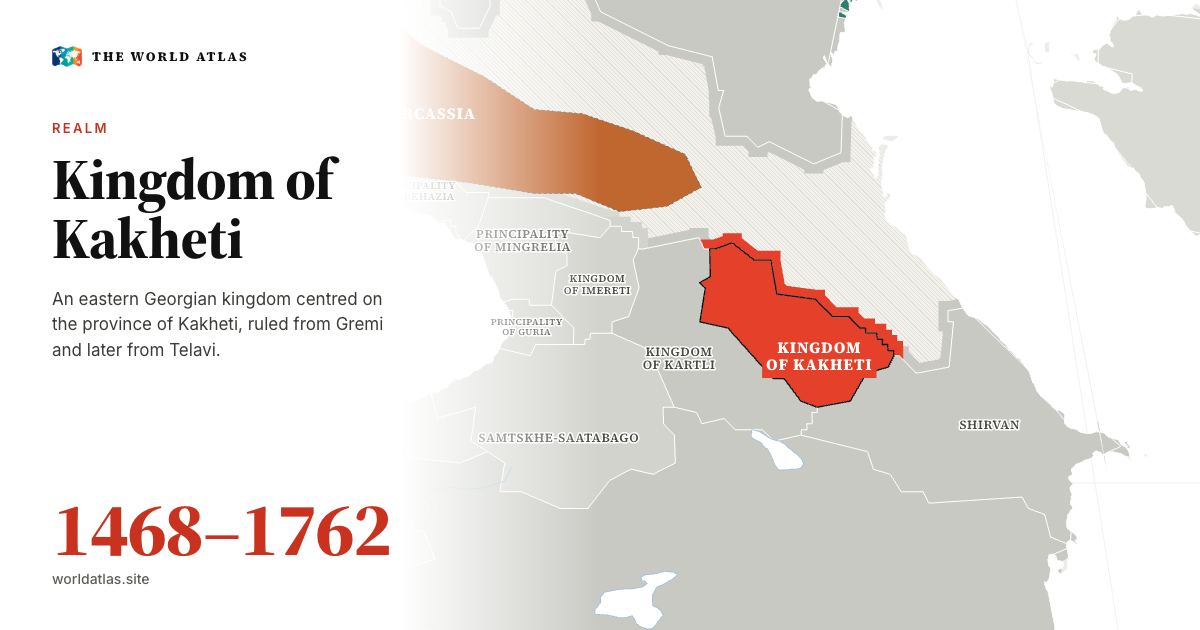 THE WORLD ATLAS
REALM
Kingdom of
Kakheti
An eastern Georgian kingdom centred on
the province of Kakheti, ruled from Gremi
and later from Telavi.
1468–1762
worldatlas.site
RCASSIA
PRINCIPALITY
OF MINGRELIA
KINGDOM
OF IMERETI
PRINCIPALITY
OF GURIA
KINGDOM
OF KARTLI
KINGDOM
OF KAKHETI
SAMTSKHE-SAATABAGO
SHIRVAN